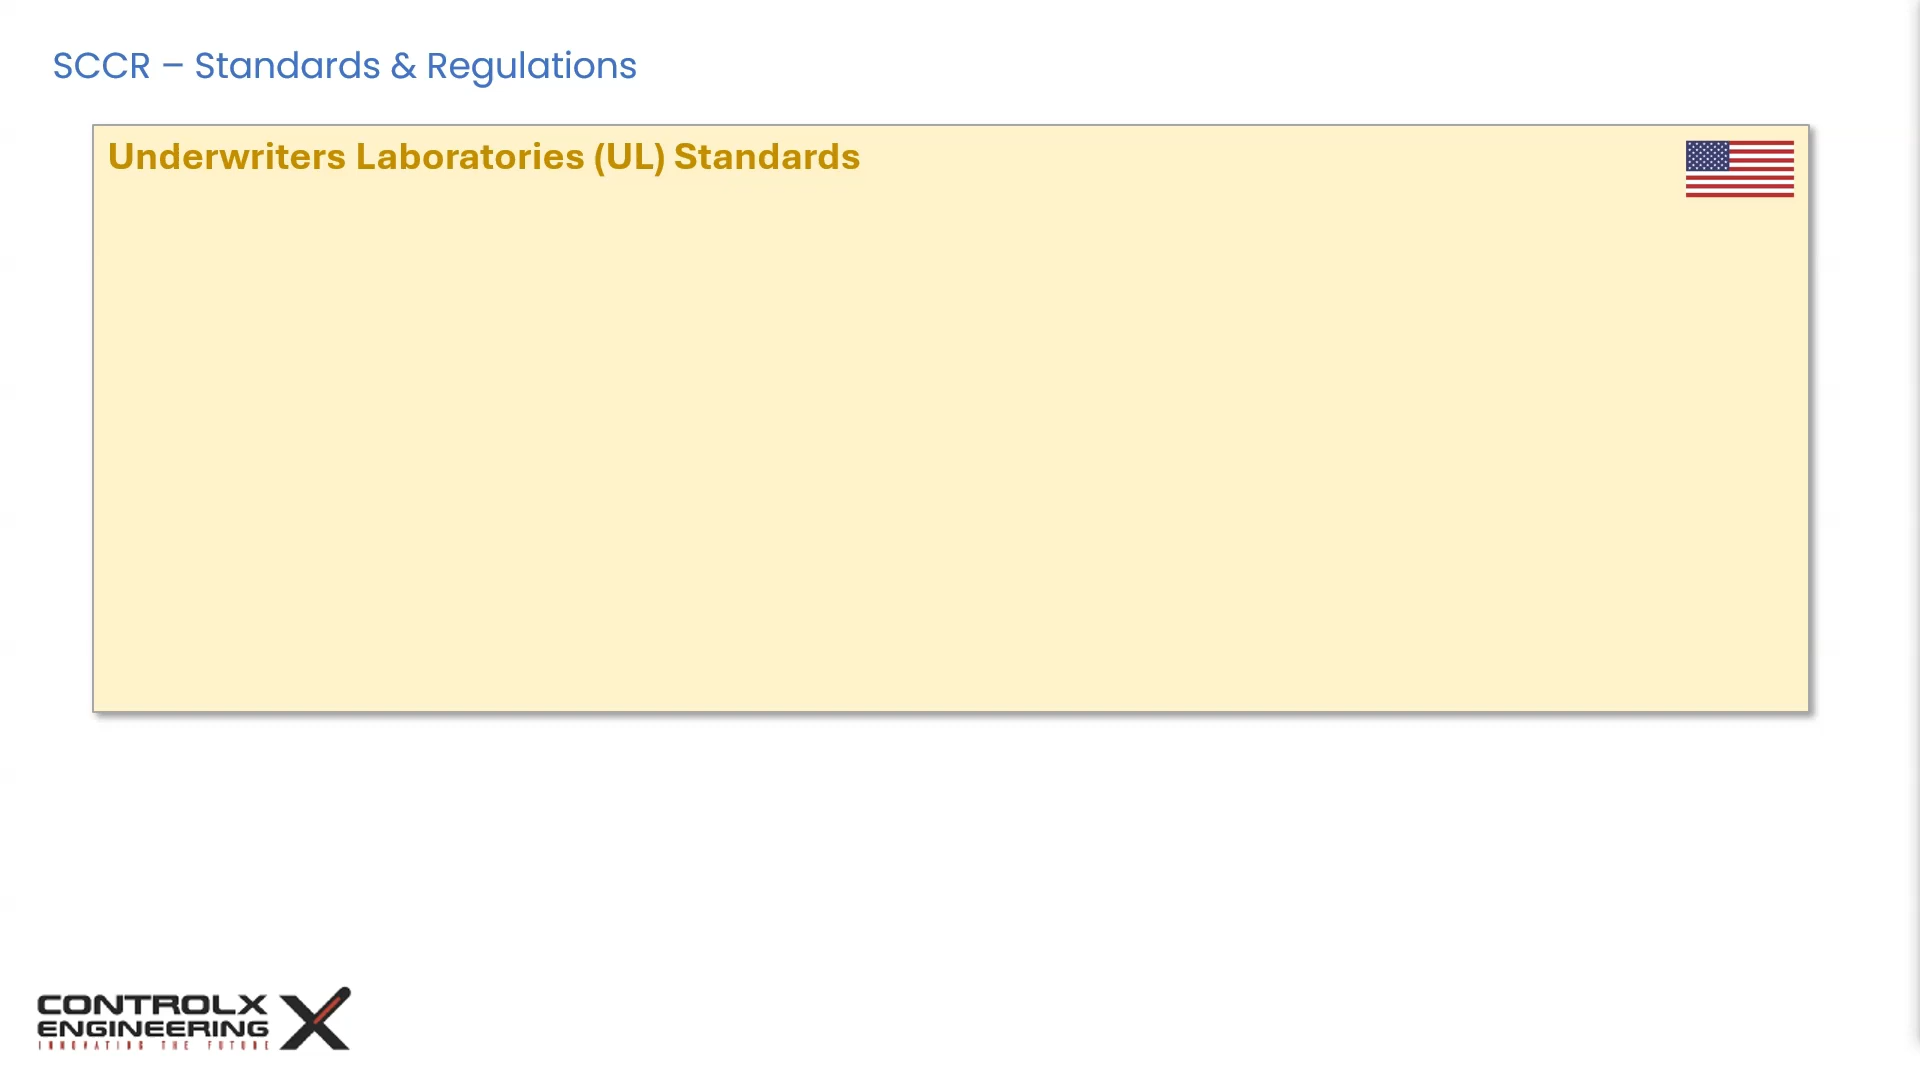 SCCR – Standards & Regulations
Underwriters Laboratories (UL) Standards
CONTROLX
ENGINEERING
INNOVATING THE FUTURE